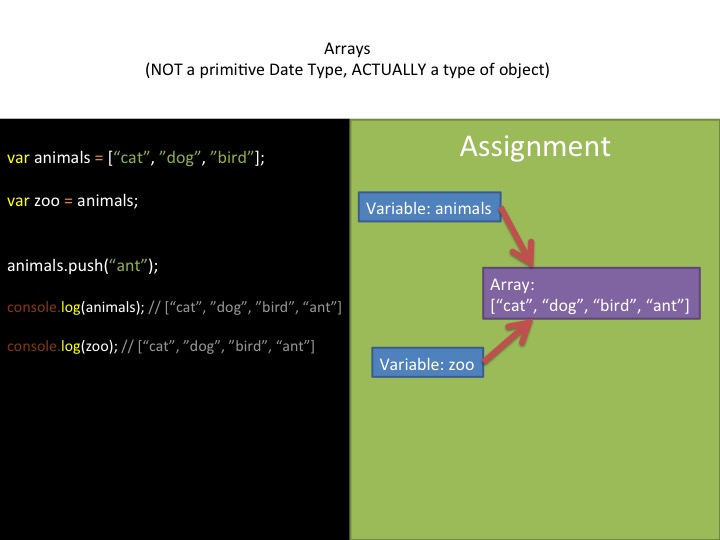 Arrays
(NOT a primitive Date Type, ACTUALLY a type of object)
var animals = [“cat”, ”dog”, ”bird”];
var zoo = animals;
animals.push(“ant”);
console.log(animals); // [“cat”, ”dog”, ”bird”, “ant”]
console.log(zoo); // [“cat”, ”dog”, ”bird”, “ant”]
Assignment
Variable: animals
Array:
[“cat”, “dog”, “bird”, “ant”]
Variable: zoo